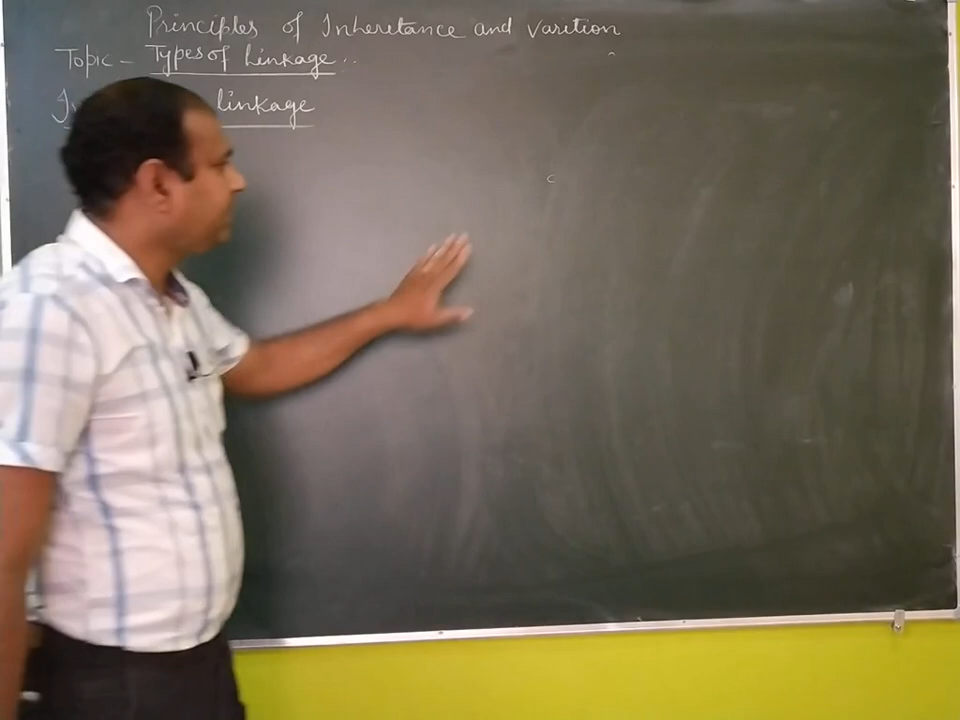 Principles of Inheretance and varition
Topic - Types of Linkage ..
linkage
c